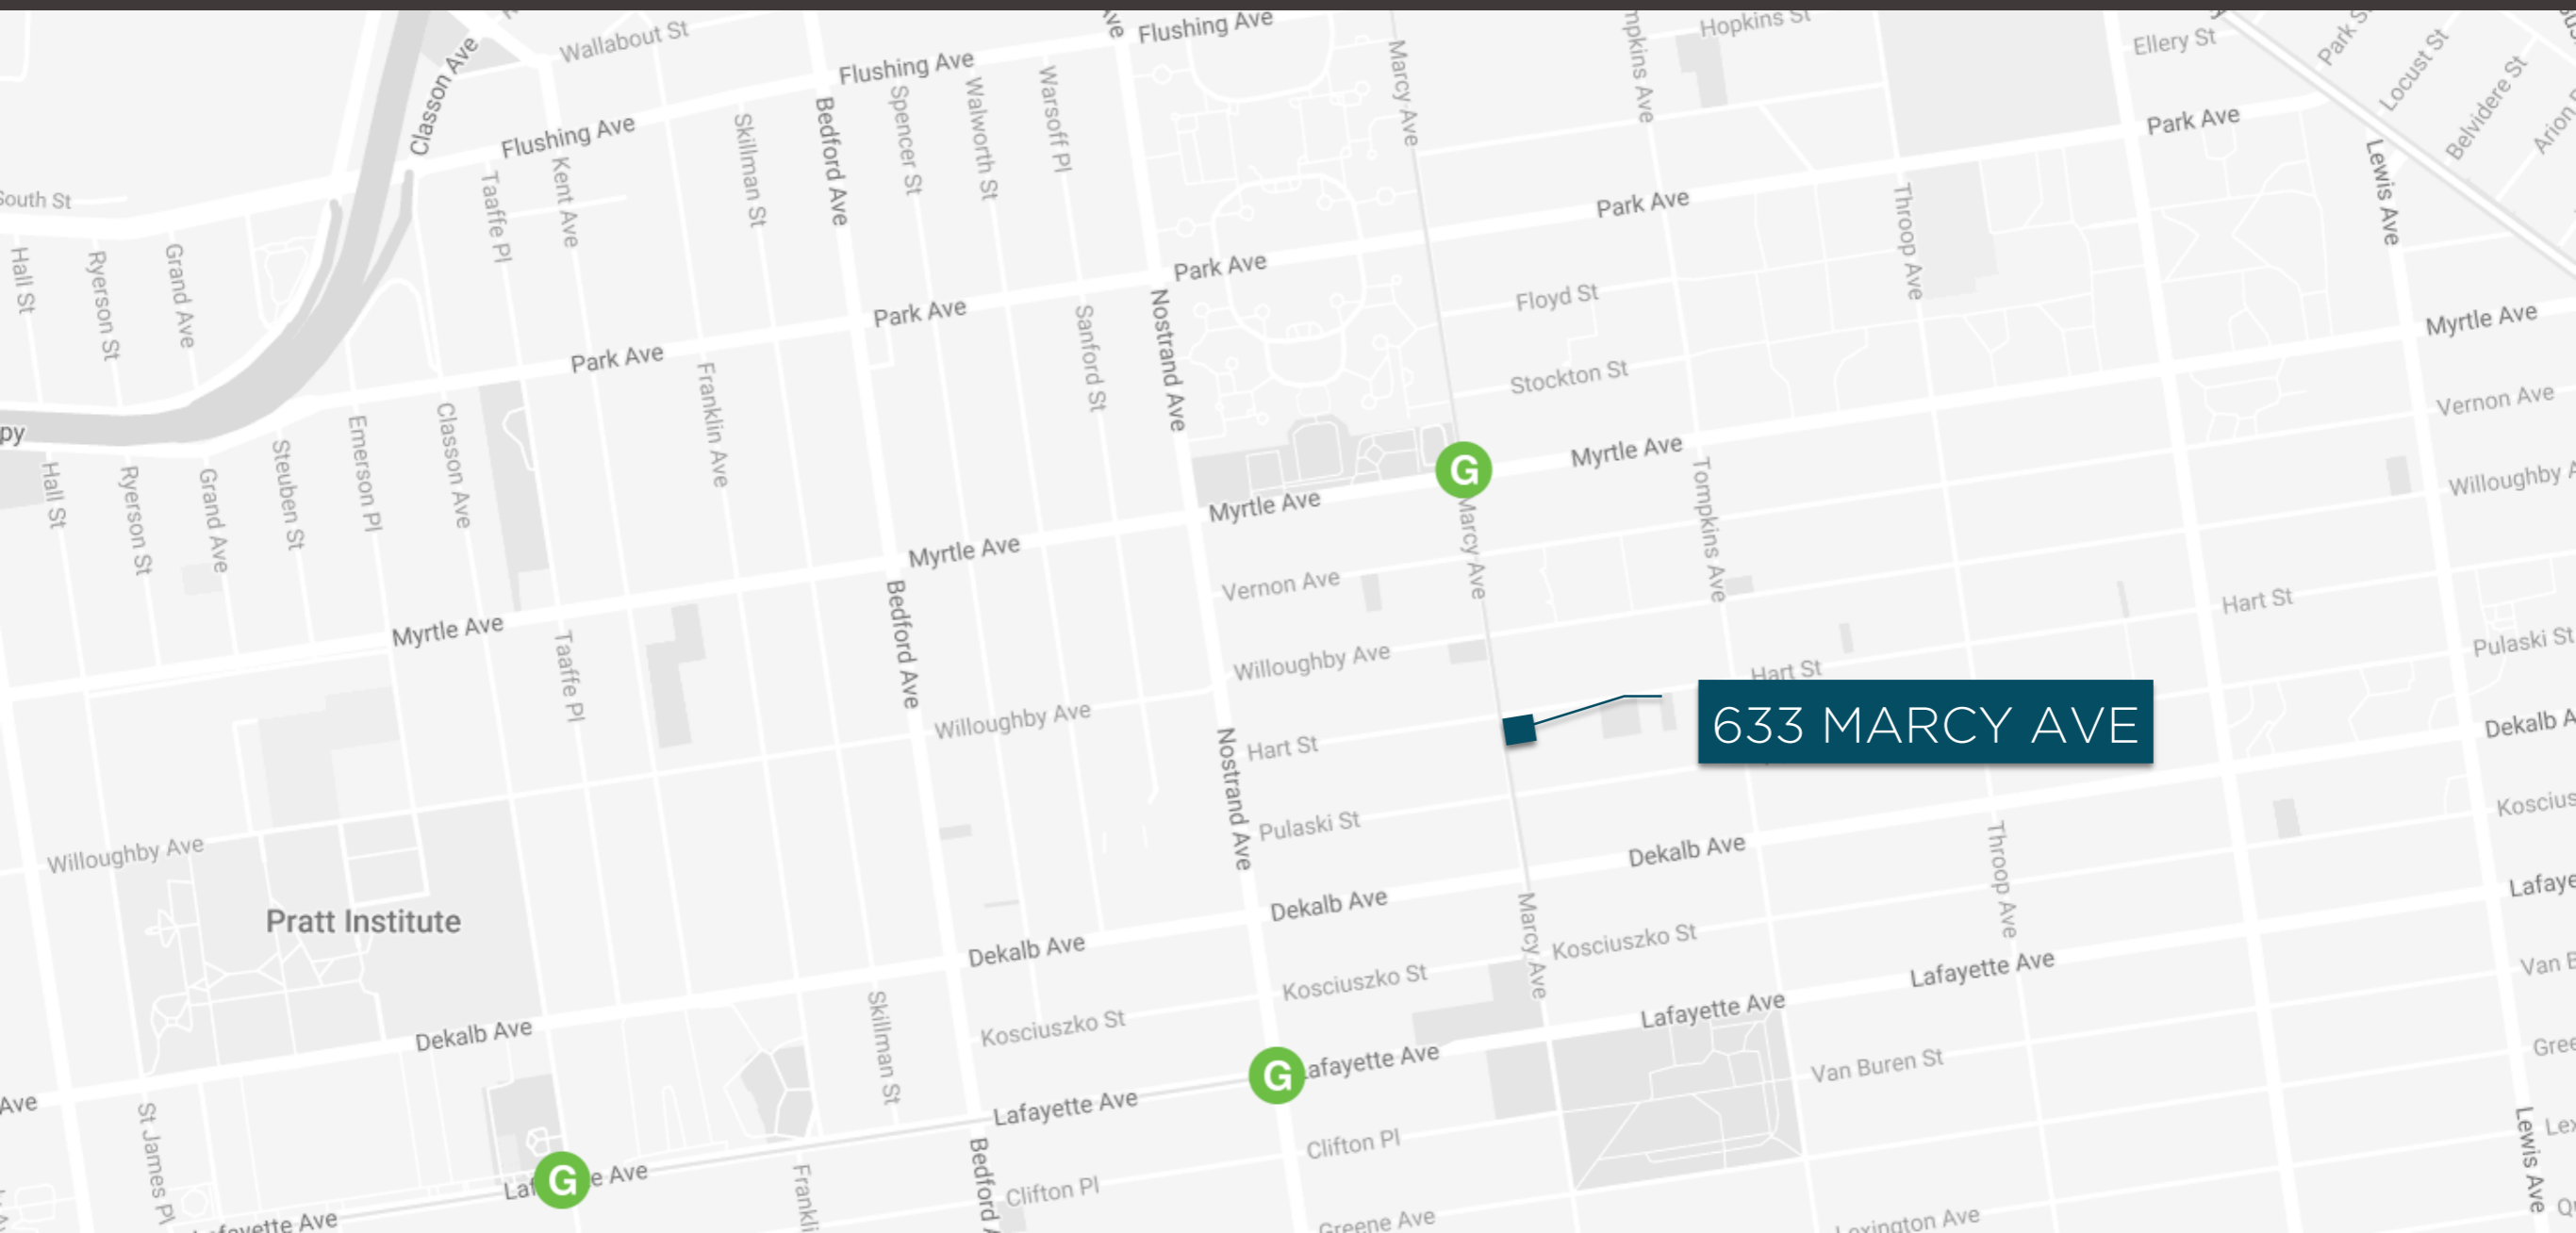 Wallabout St
Flushing Ave
Flushing Ave
Marcy Ave
Hopkins St
Ellery St
Park St
Locust St
Belvidere St
Classon Ave
Flushing Ave
Kent Ave
Taaffe Pl
Skillman St
Bedford Ave
Spencer St
Walworth St
Warsoff Pl
Park Ave
Park Ave
Throop Ave
Lewis Ave
Hall St
Ryerson St
Grand Ave
Park Ave
Park Ave
Park Ave
Franklin Ave
Sanford St
Nostrand Ave
Floyd St
Stockton St
Myrtle Ave
Vernon Ave
Hall St
Ryerson St
Grand Ave
Steuben St
Emerson Pl
Classon Ave
G
Myrtle Ave
Myrtle Ave
Myrtle Ave
Marcy Ave
Tompkins Ave
Myrtle Ave
Taaffe Pl
Bedford Ave
Vernon Ave
Willoughby Ave
Hart St
Hart St
Willoughby Ave
Nostrand Ave
Hart St
633 MARCY AVE
Pulaski St
Pulaski St
Willoughby Ave
Pratt Institute
Dekalb Ave
Dekalb Ave
Dekalb Ave
Dekalb Ave
Throop Ave
Marcy Ave
Kosciuszko St
Kosciuszko St
Kosciuszko St
Lafayette Ave
Lafayette Ave
Skillman St
G
Lafayette Ave
Van Buren St
Clifton Pl
Clifton Pl
St James Pl
G
Bedford
Greene Ave
Lexington Ave
Lewis Ave